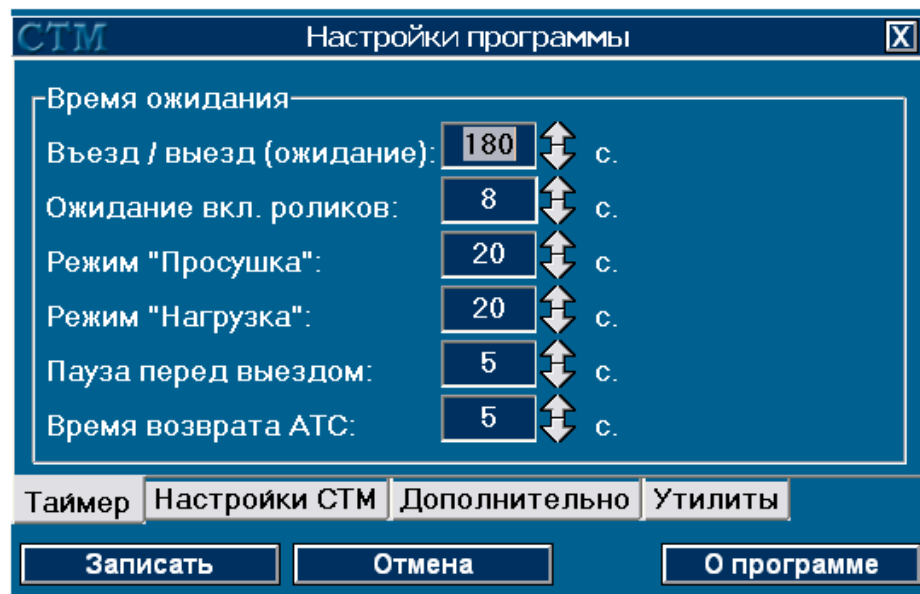 СТМ Настройки программы X
Время ожидания
Въезд / выезд (ожидание): 180 с.
Ожидание вкл. роликов: 8 с.
Режим "Просушка": 20 с.
Режим "Нагрузка": 20 с.
Пауза перед выездом: 5 с.
Время возврата АТС: 5 с.
Таймер Настройки СТМ Дополнительно Утилиты
Записать Отмена О программе